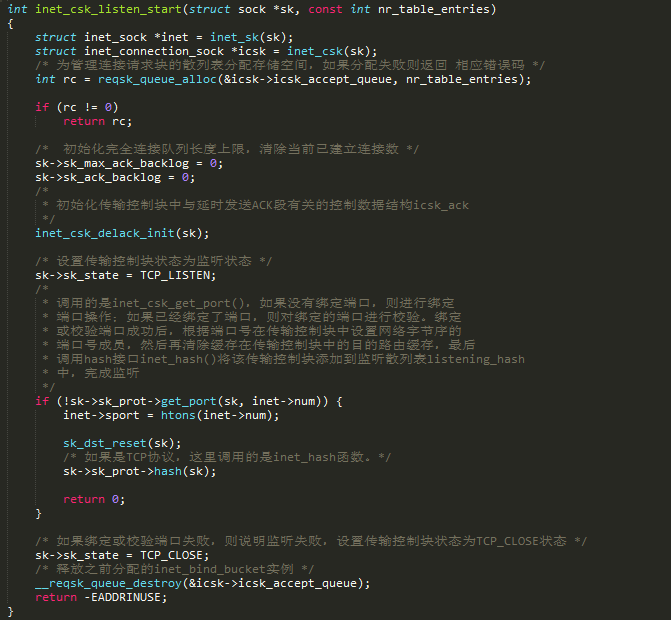 int inet_csk_listen_start(struct sock *sk, const int nr_table_entries)
{
struct inet_sock *inet = inet_sk(sk);
struct inet_connection_sock *icsk = inet_csk(sk);
/* 为管理连接请求块的散列表分配存储空间，如果分配失败则返回 相应错误码 */
int rc = reqsk_queue_alloc(&icsk->icsk_accept_queue, nr_table_entries);
if (rc != 0)
return rc;
/*  初始化完全连接队列长度上限，清除当前已建立连接数 */
sk->sk_max_ack_backlog = 0;
sk->sk_ack_backlog = 0;
/*
* 初始化传输控制块中与延时发送ACK段有关的控制数据结构icsk_ack
*/
inet_csk_delack_init(sk);
/* 设置传输控制块状态为监听状态 */
sk->sk_state = TCP_LISTEN;
/*
* 调用的是inet_csk_get_port()，如果没有绑定端口，则进行绑定
* 端口操作；如果已经绑定了端口，则对绑定的端口进行校验。绑定
* 或校验端口成功后，根据端口号在传输控制块中设置网络字节序的
* 端口号成员，然后再清除缓存在传输控制块中的目的路由缓存，最后
* 调用hash接口inet_hash()将该传输控制块添加到监听散列表listening_hash
* 中，完成监听
*/
if (!sk->sk_prot->get_port(sk, inet->num)) {
inet->sport = htons(inet->num);
sk_dst_reset(sk);
/* 如果是TCP协议，这里调用的是inet_hash函数。*/
sk->sk_prot->hash(sk);
return 0;
}
/* 如果绑定或校验端口失败，则说明监听失败，设置传输控制块状态为TCP_CLOSE状态 */
sk->sk_state = TCP_CLOSE;
/* 释放之前分配的inet_bind_bucket实例 */
__reqsk_queue_destroy(&icsk->icsk_accept_queue);
return -EADDRINUSE;
}